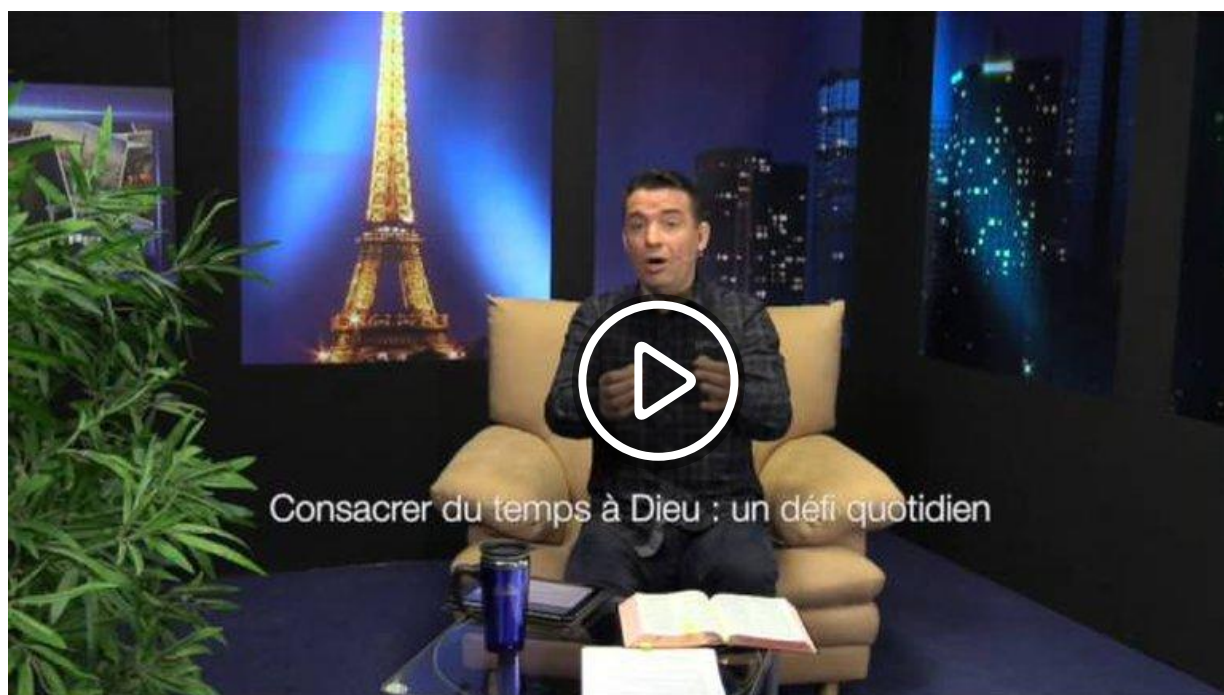 Consacrer du temps à Dieu : un défi quotidien